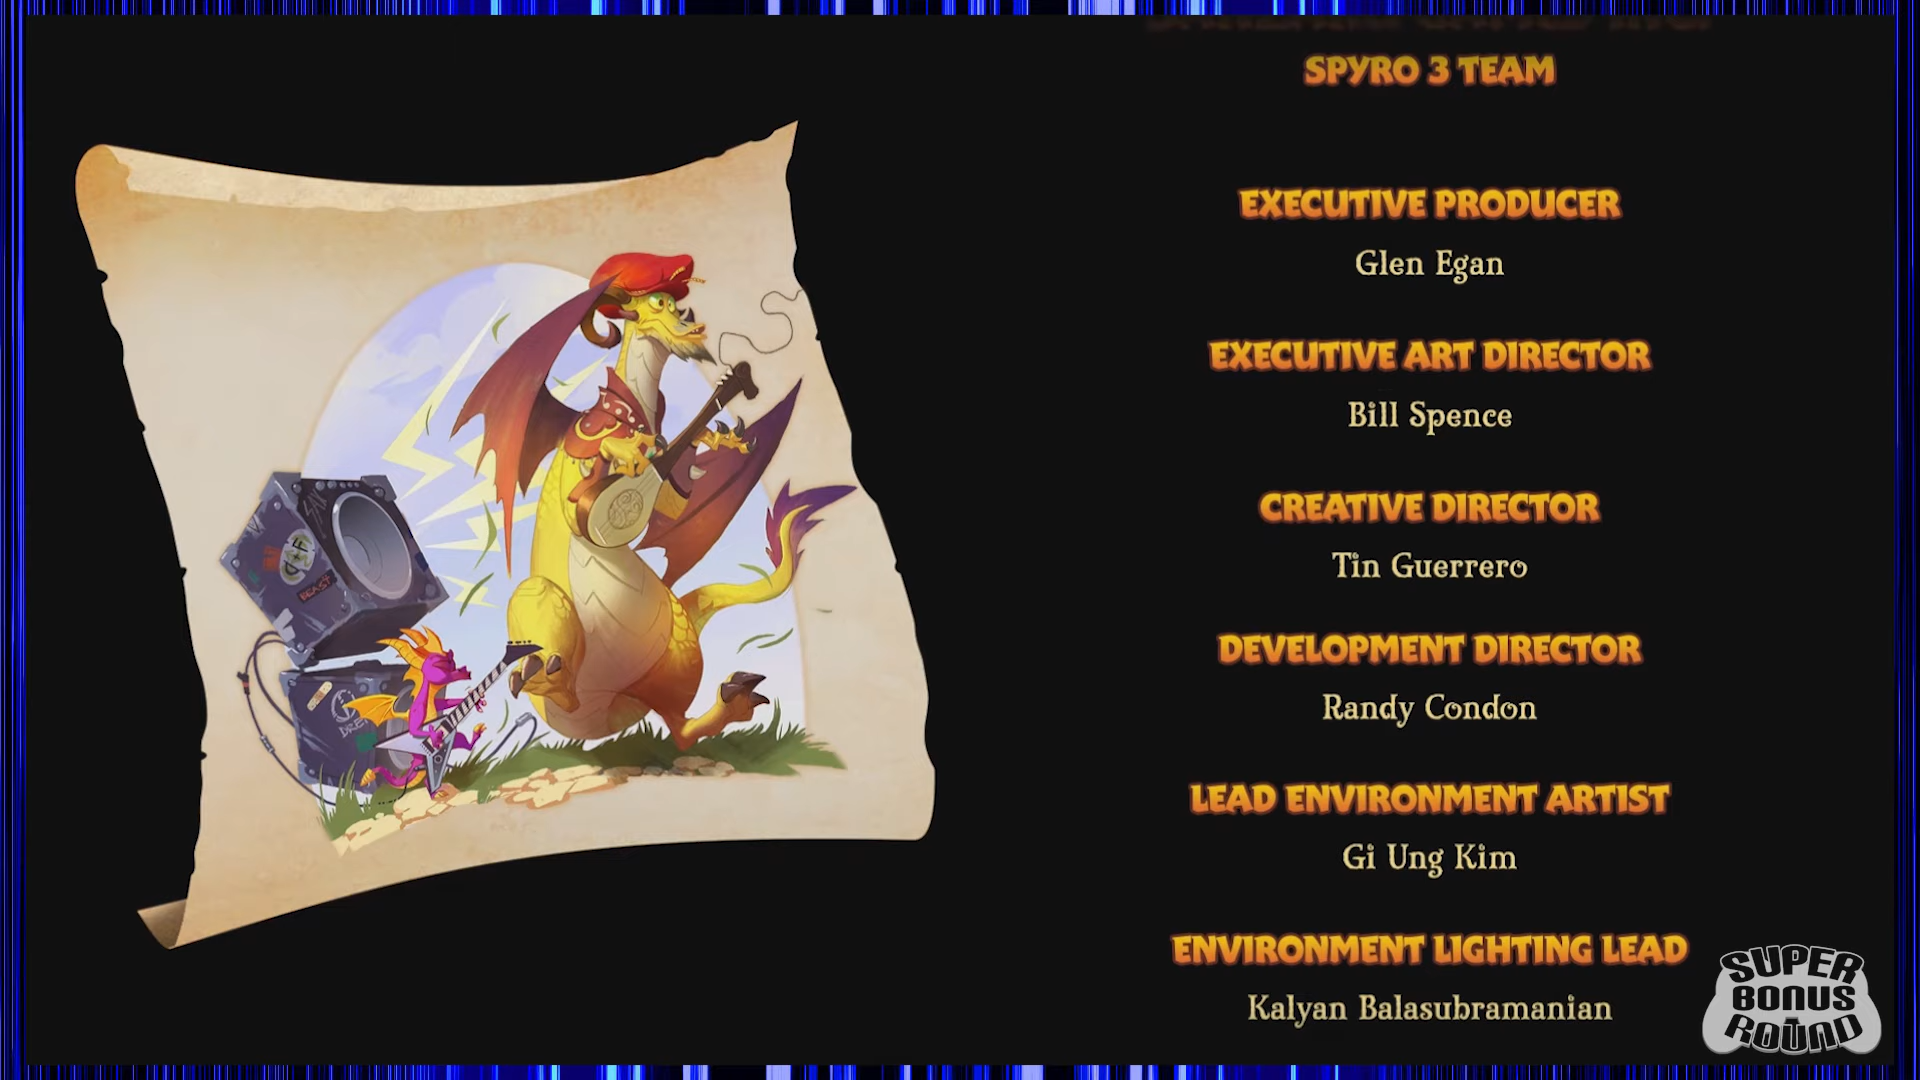 SPYRO 3 TEAM
EXECUTIVE PRODUCER
Glen Egan
EXECUTIVE ART DIRECTOR
Bill Spence
CREATIVE DIRECTOR
Tin Guerrero
DEVELOPMENT DIRECTOR
Randy Condon
LEAD ENVIRONMENT ARTIST
Gi Ung Kim
ENVIRONMENT LIGHTING LEAD
Kalyan Balasubramanian
BEAST
SUPER
BONUS
ROUND